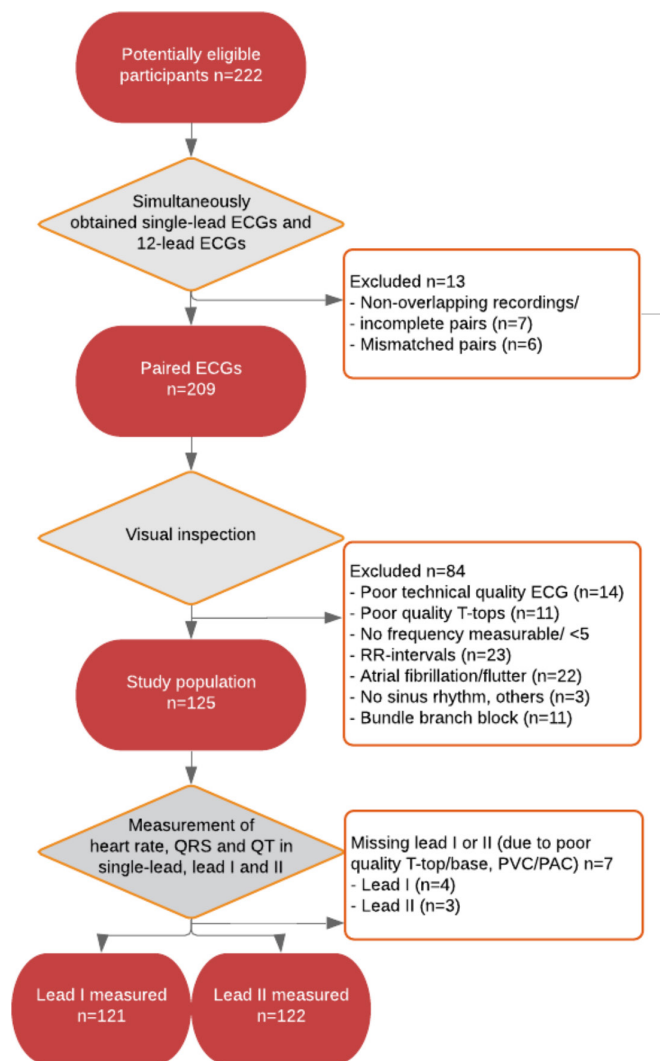 Potentially eligible
participants n=222
Simultaneously
obtained single-lead ECGs and
12-lead ECGs
Excluded n=13
- Non-overlapping recordings/
- incomplete pairs (n=7)
- Mismatched pairs (n=6)
Paired ECGs
n=209
Visual inspection
Excluded n=84
- Poor technical quality ECG (n=14)
- Poor quality T-tops (n=11)
- No frequency measurable/ <5
- RR-intervals (n=23)
- Atrial fibrillation/flutter (n=22)
- No sinus rhythm, others (n=3)
- Bundle branch block (n=11)
Study population
n=125
Measurement of
heart rate, QRS and QT in
single-lead, lead I and II
Missing lead I or II (due to poor
quality T-top/base, PVC/PAC) n=7
- Lead I (n=4)
- Lead II (n=3)
Lead I measured
n=121
Lead II measured
n=122